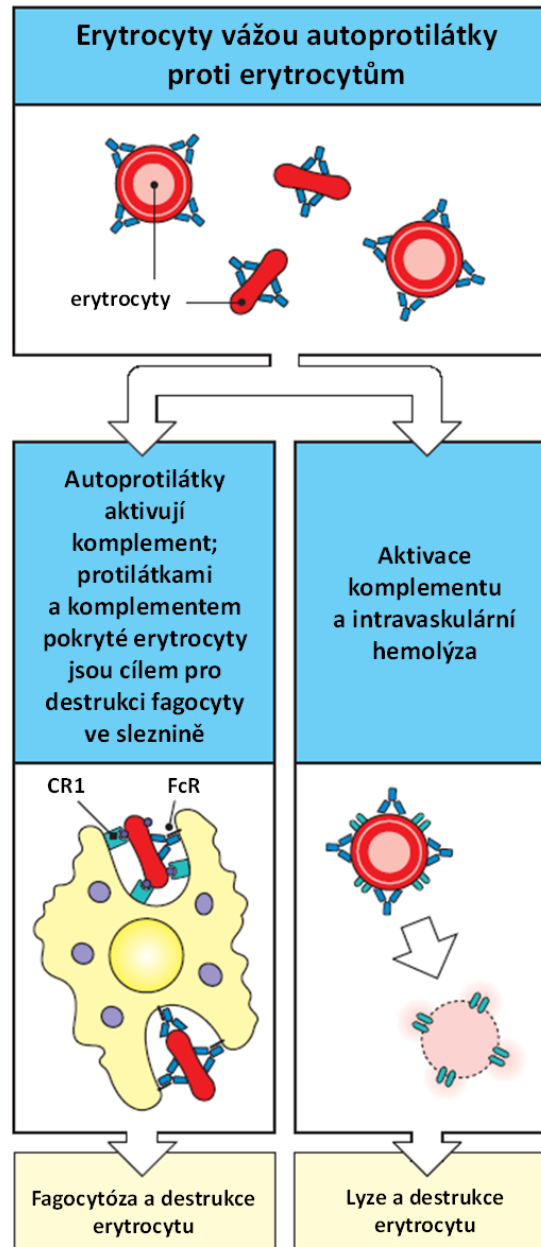 Erytrocyty vážou autoprotilátky
proti erytrocytům
erytrocyty
Autoprotilátky
aktivují
komplement;
protilátkami
a komplementem
pokryté erytrocyty
jsou cílem pro
destrukci fagocyty
ve sleznině
Aktivace
komplementu
a intravaskulární
hemolýza
CR1
FcR
Fagocytóza a destrukce
erytrocytu
Lyze a destrukce
erytrocytu